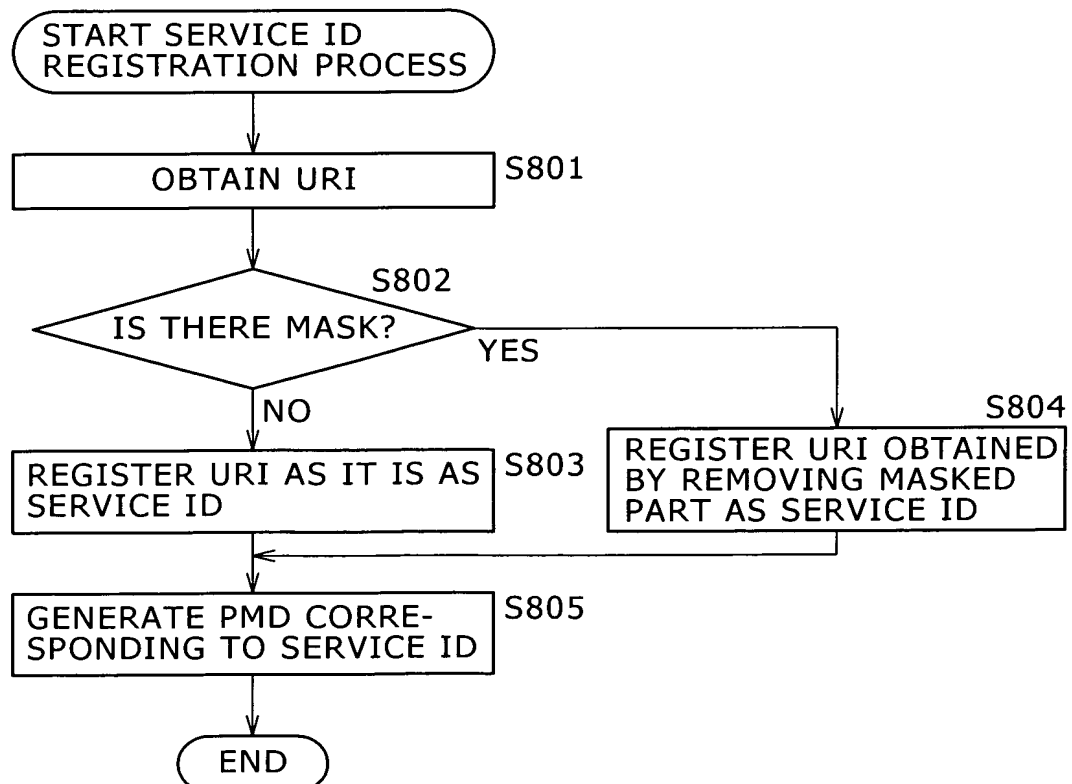 START SERVICE ID
REGISTRATION PROCESS
OBTAIN URI
S801
S802
IS THERE MASK?
YES
NO
S803
REGISTER URI AS IT IS AS
SERVICE ID
S804
REGISTER URI OBTAINED
BY REMOVING MASKED
PART AS SERVICE ID
S805
GENERATE PMD CORRE-
SPONDING TO SERVICE ID
END